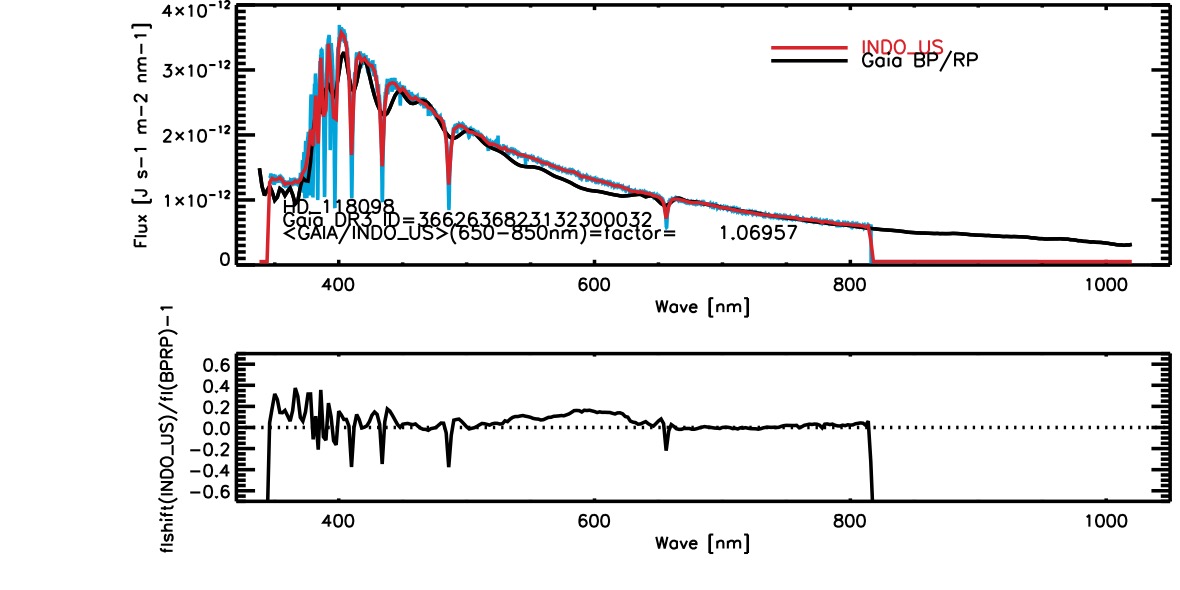 4×10−12
3×10−12
2×10−12
1×10−12
0
Flux [J s−1 m−2 nm−1]
INDO_US
Gaia BP/RP
HD_118098
Gaia DR3 ID=3662636823132300032
<GAIA/INDO_US>(650−850nm)=factor= 1.06957
400 600 800 1000
Wave [nm]
flshift(INDO_US)/fl(BPRP)−1
0.6
0.4
0.2
0.0
−0.2
−0.4
−0.6
400 600 800 1000
Wave [nm]